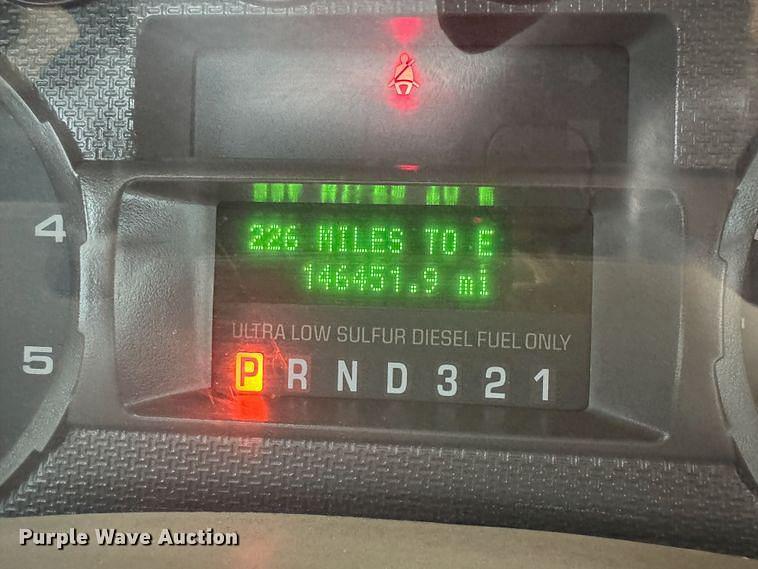 4
226 MILES TO E
146451.9 mi
5
ULTRA LOW SULFUR DIESEL FUEL ONLY
P R N D 3 2 1
Purple Wave Auction